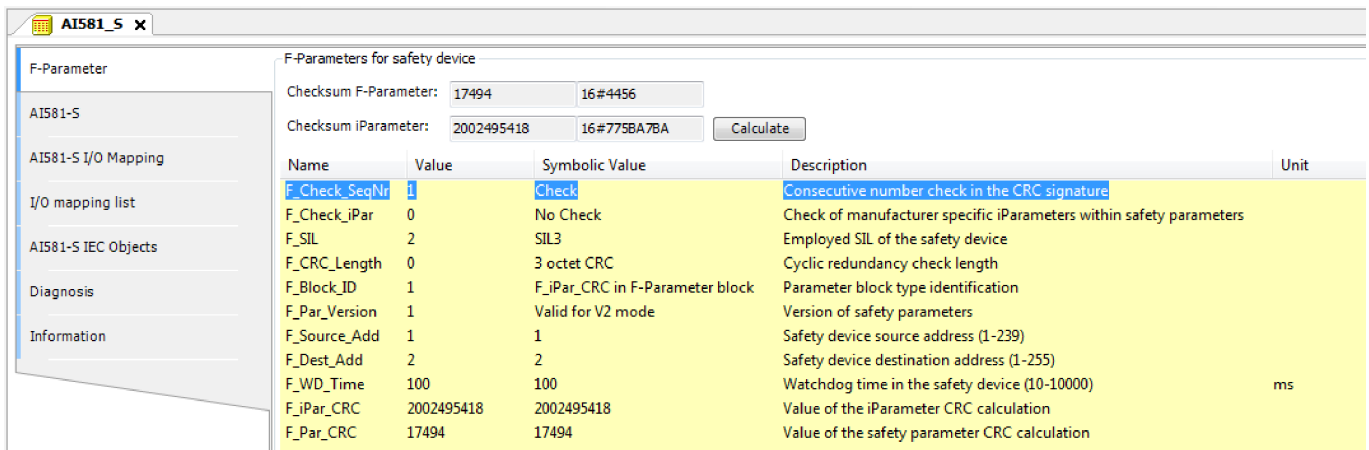 AI581_S X
F-Parameter
AI581-S
AI581-S I/O Mapping
I/O mapping list
AI581-S IEC Objects
Diagnosis
Information
F-Parameters for safety device
Checksum F-Parameter: 17494 16#4456
Checksum iParameter: 2002495418 16#775BA7BA Calculate
Name Value Symbolic Value Description Unit
F_Check_SeqNr 1 Check Consecutive number check in the CRC signature
F_Check_iPar 0 No Check Check of manufacturer specific iParameters within safety parameters
F_SIL 2 SIL3 Employed SIL of the safety device
F_CRC_Length 0 3 octet CRC Cyclic redundancy check length
F_Block_ID 1 F_iPar_CRC in F-Parameter block Parameter block type identification
F_Par_Version 1 Valid for V2 mode Version of safety parameters
F_Source_Add 1 1 Safety device source address (1-239)
F_Dest_Add 2 2 Safety device destination address (1-255)
F_WD_Time 100 100 Watchdog time in the safety device (10-10000) ms
F_iPar_CRC 2002495418 2002495418 Value of the iParameter CRC calculation
F_Par_CRC 17494 17494 Value of the safety parameter CRC calculation